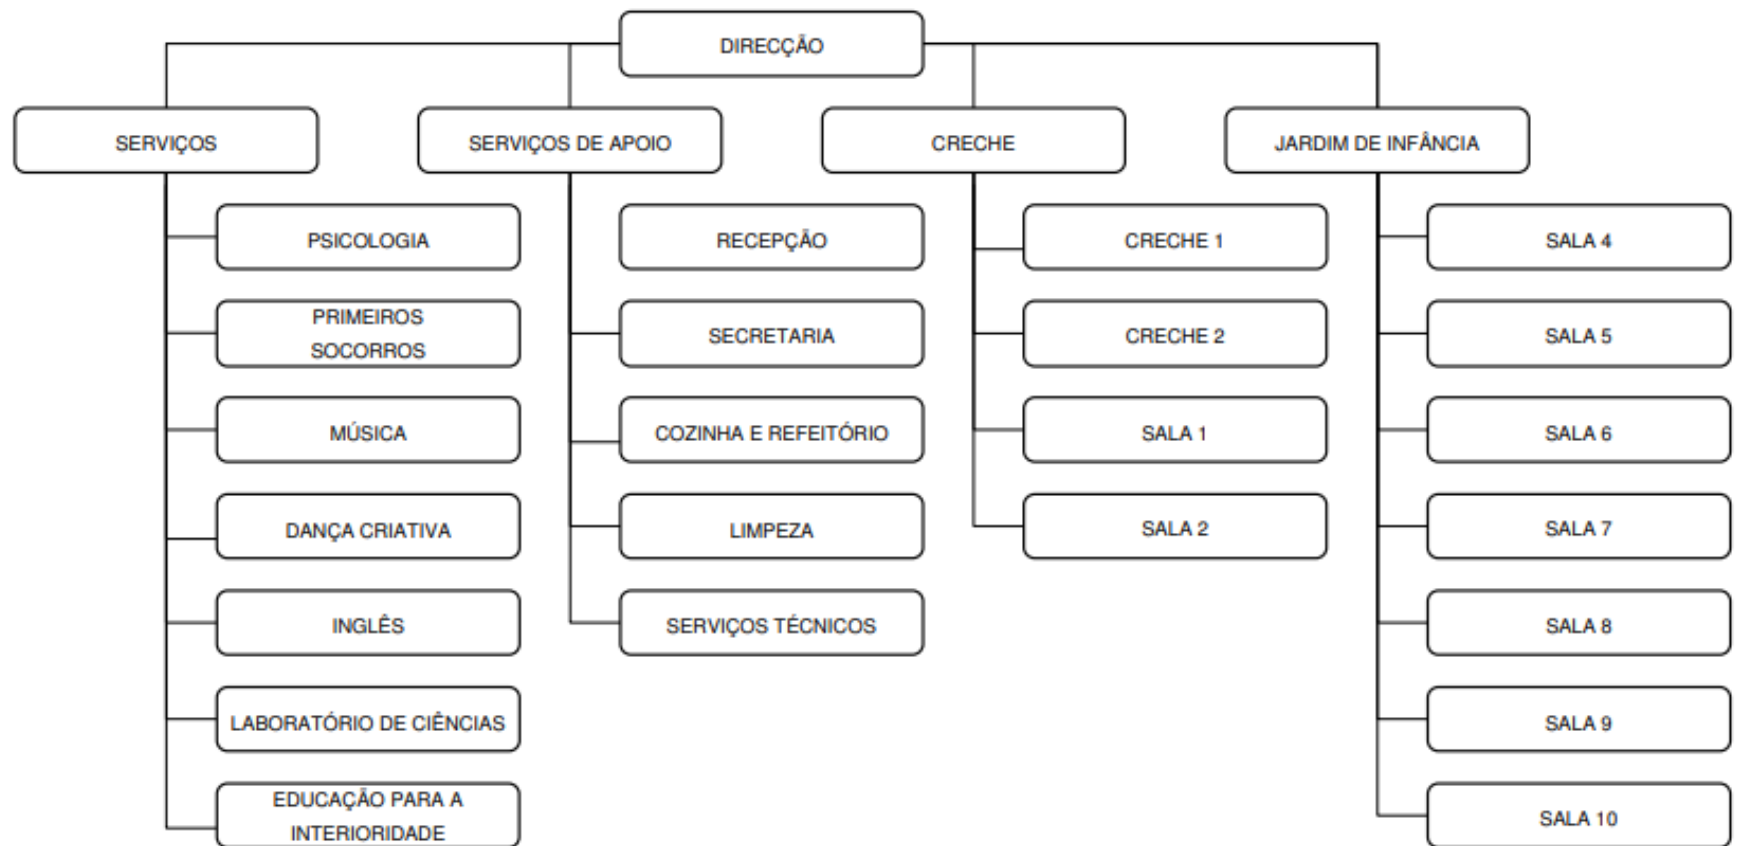 DIRECÇÃO
SERVIÇOS
SERVIÇOS DE APOIO
CRECHE
JARDIM DE INFÂNCIA
PSICOLOGIA
PRIMEIROS
SOCORROS
MÚSICA
DANÇA CRIATIVA
INGLÊS
LABORATÓRIO DE CIÊNCIAS
EDUCAÇÃO PARA A
INTERIORIDADE
RECEPÇÃO
SECRETARIA
COZINHA E REFEITÓRIO
LIMPEZA
SERVIÇOS TÉCNICOS
CRECHE 1
CRECHE 2
SALA 1
SALA 2
SALA 4
SALA 5
SALA 6
SALA 7
SALA 8
SALA 9
SALA 10